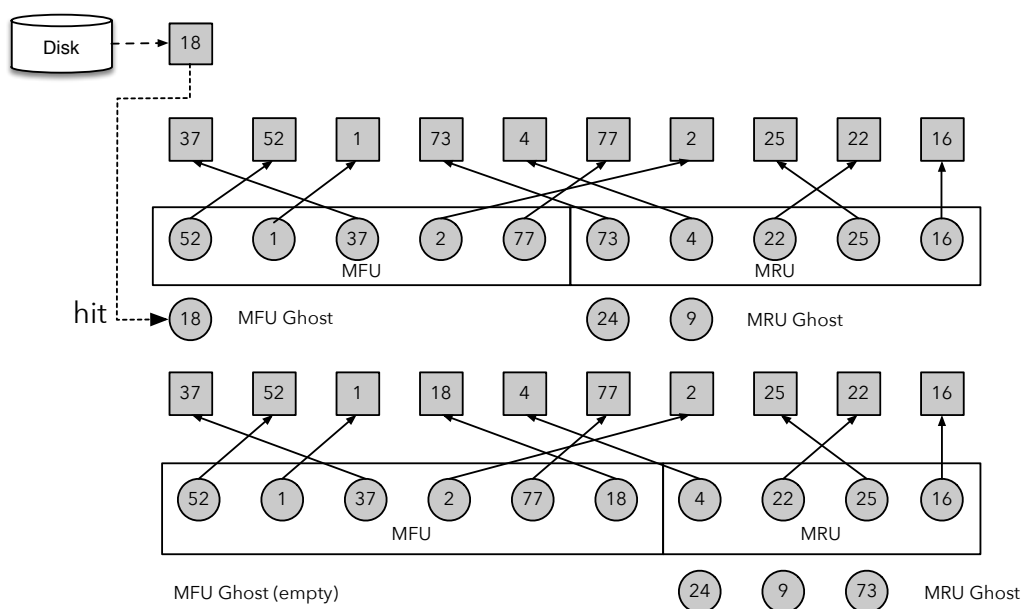 Disk 18
37 52 1 73 4 77 2 25 22 16
52 1 37 2 77 73 4 22 25 16
MFU MRU
hit 18 MFU Ghost 24 9 MRU Ghost
37 52 1 18 4 77 2 25 22 16
52 1 37 2 77 18 4 22 25 16
MFU MRU
MFU Ghost (empty) 24 9 73 MRU Ghost